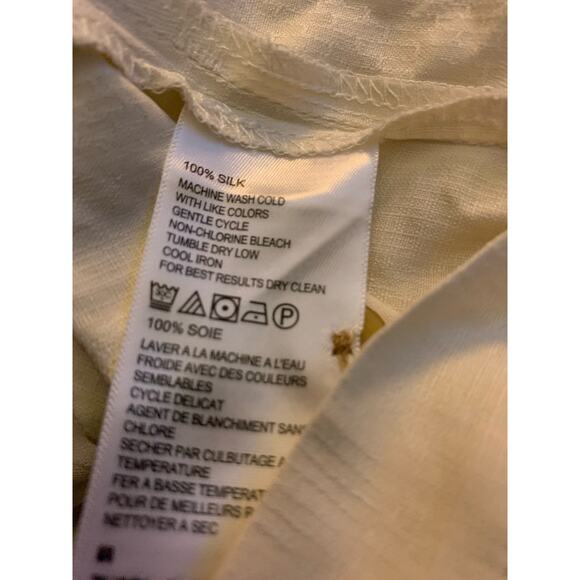 100% SILK
MACHINE WASH COLD
WITH LIKE COLORS
GENTLE CYCLE
NON-CHLORINE BLEACH
TUMBLE DRY LOW
COOL IRON
FOR BEST RESULTS DRY CLEAN
P
100% SOIE
LAVER A LA MACHINE A L'EAU
FROIDE AVEC DES COULEURS
SEMBLABLES
CYCLE DELICAT
AGENT DE BLANCHIMENT SANS
CHLORE
SECHER PAR CULBUTAGE A
TEMPERATURE
FER A BASSE TEMPERAT
POUR DE MEILLEURS R
NETTOYER A SEC